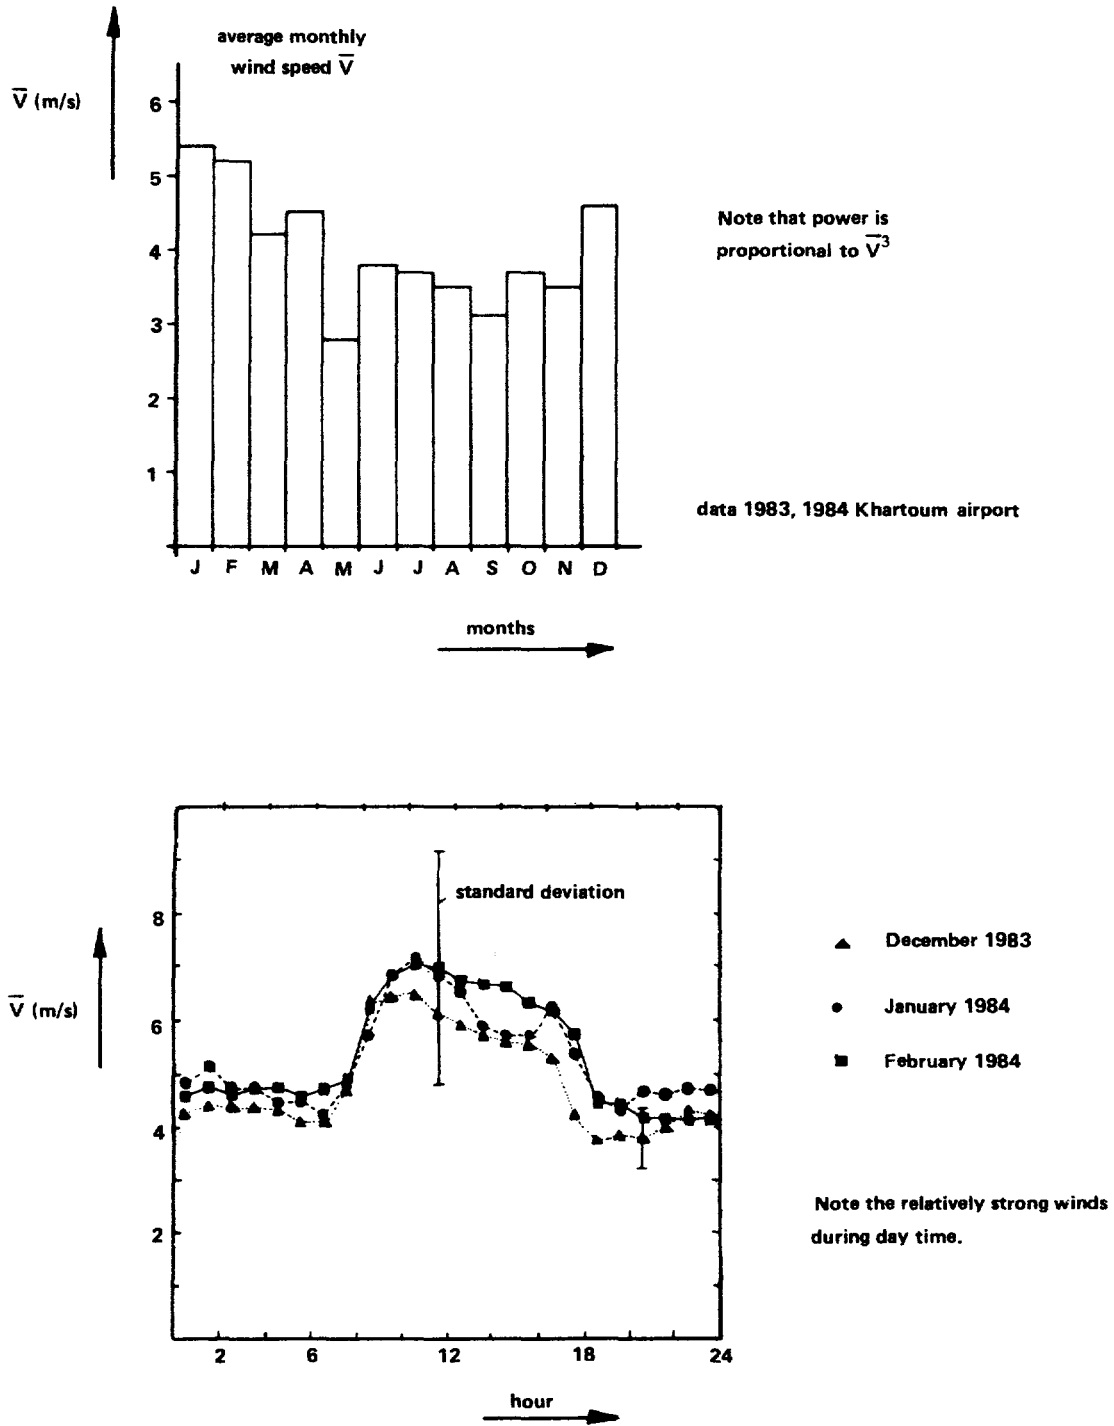 average monthly
wind speed V̅
V̅ (m/s)
6
5
4
3
2
1
Note that power is
proportional to V̅³
data 1983, 1984 Khartoum airport
J F M A M J J A S O N D
months
standard deviation
8
6
4
2
V̅ (m/s)
December 1983
January 1984
February 1984
Note the relatively strong winds
during day time.
2 6 12 18 24
hour